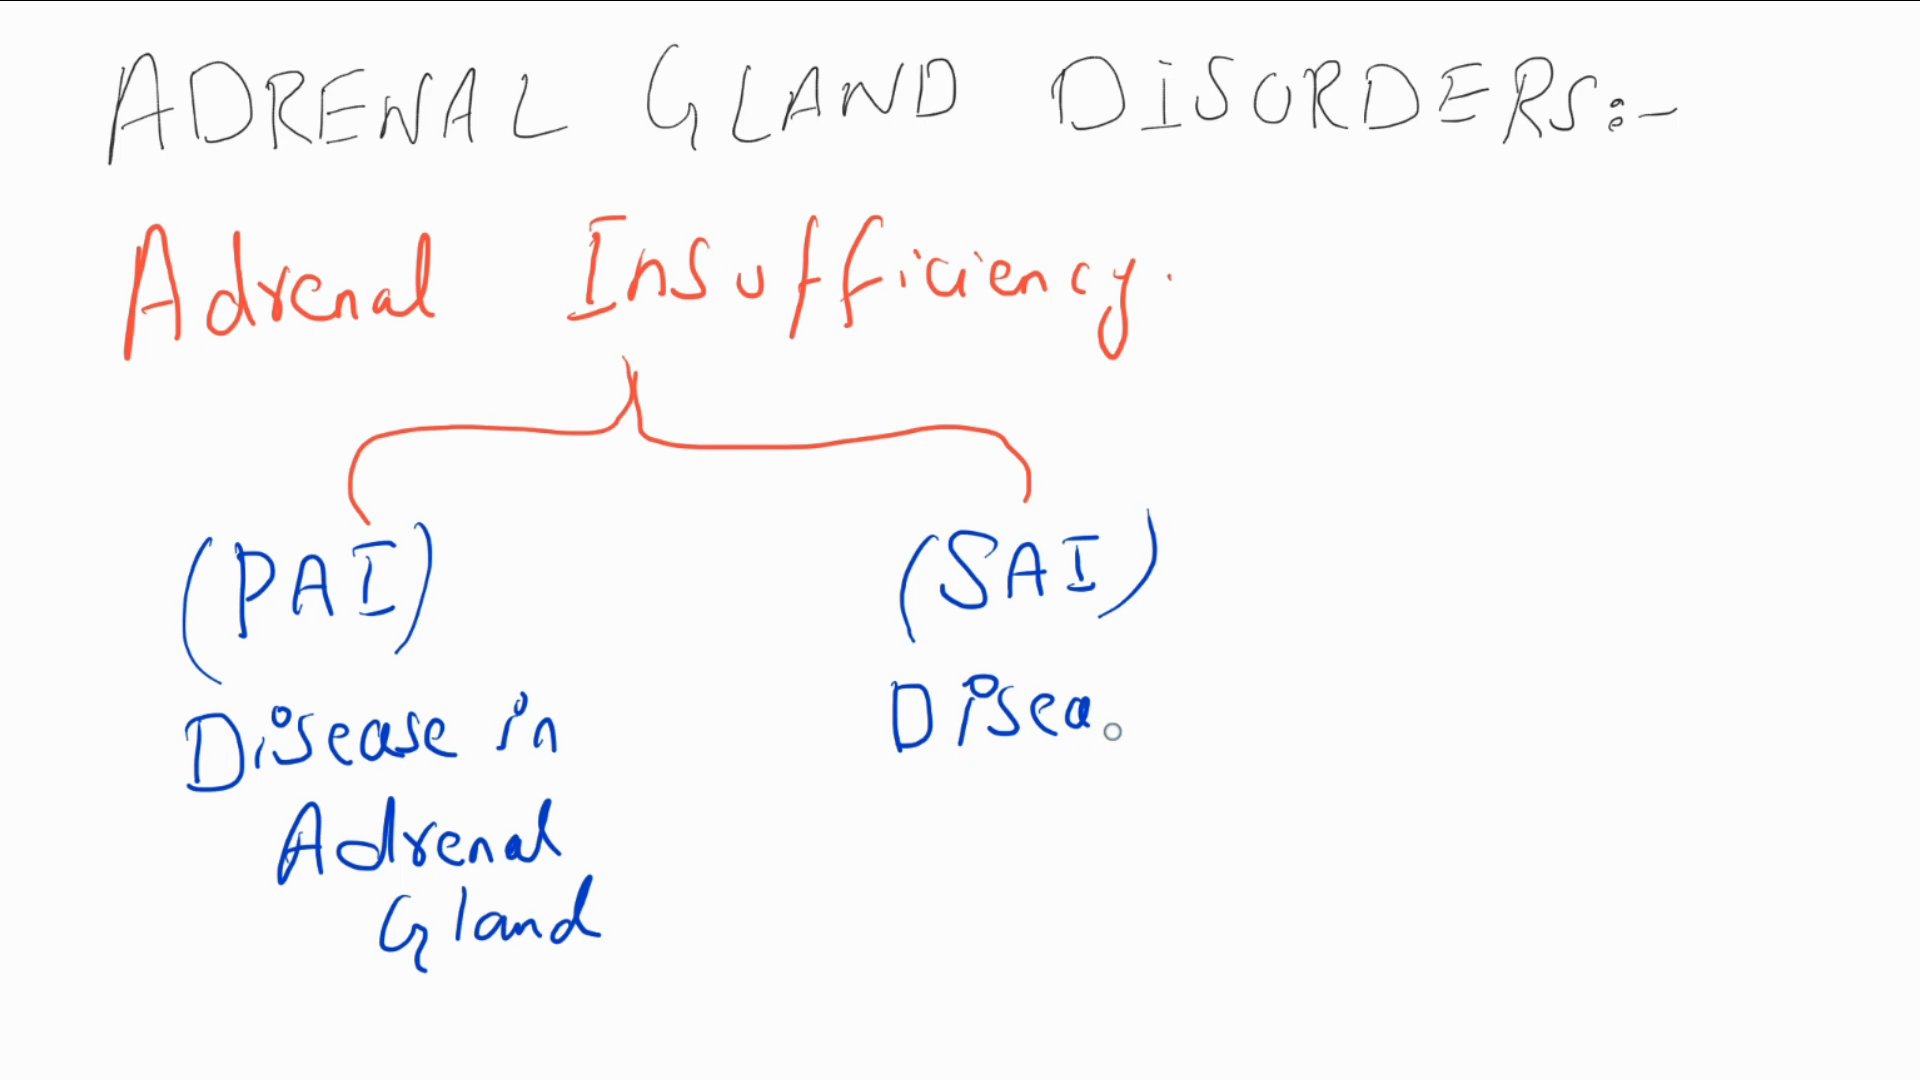 ADRENAL GLAND DISORDERS:-
Adrenal Insufficiency.
(PAI) (SAI)
Disease in Disea
Adrenal
Gland